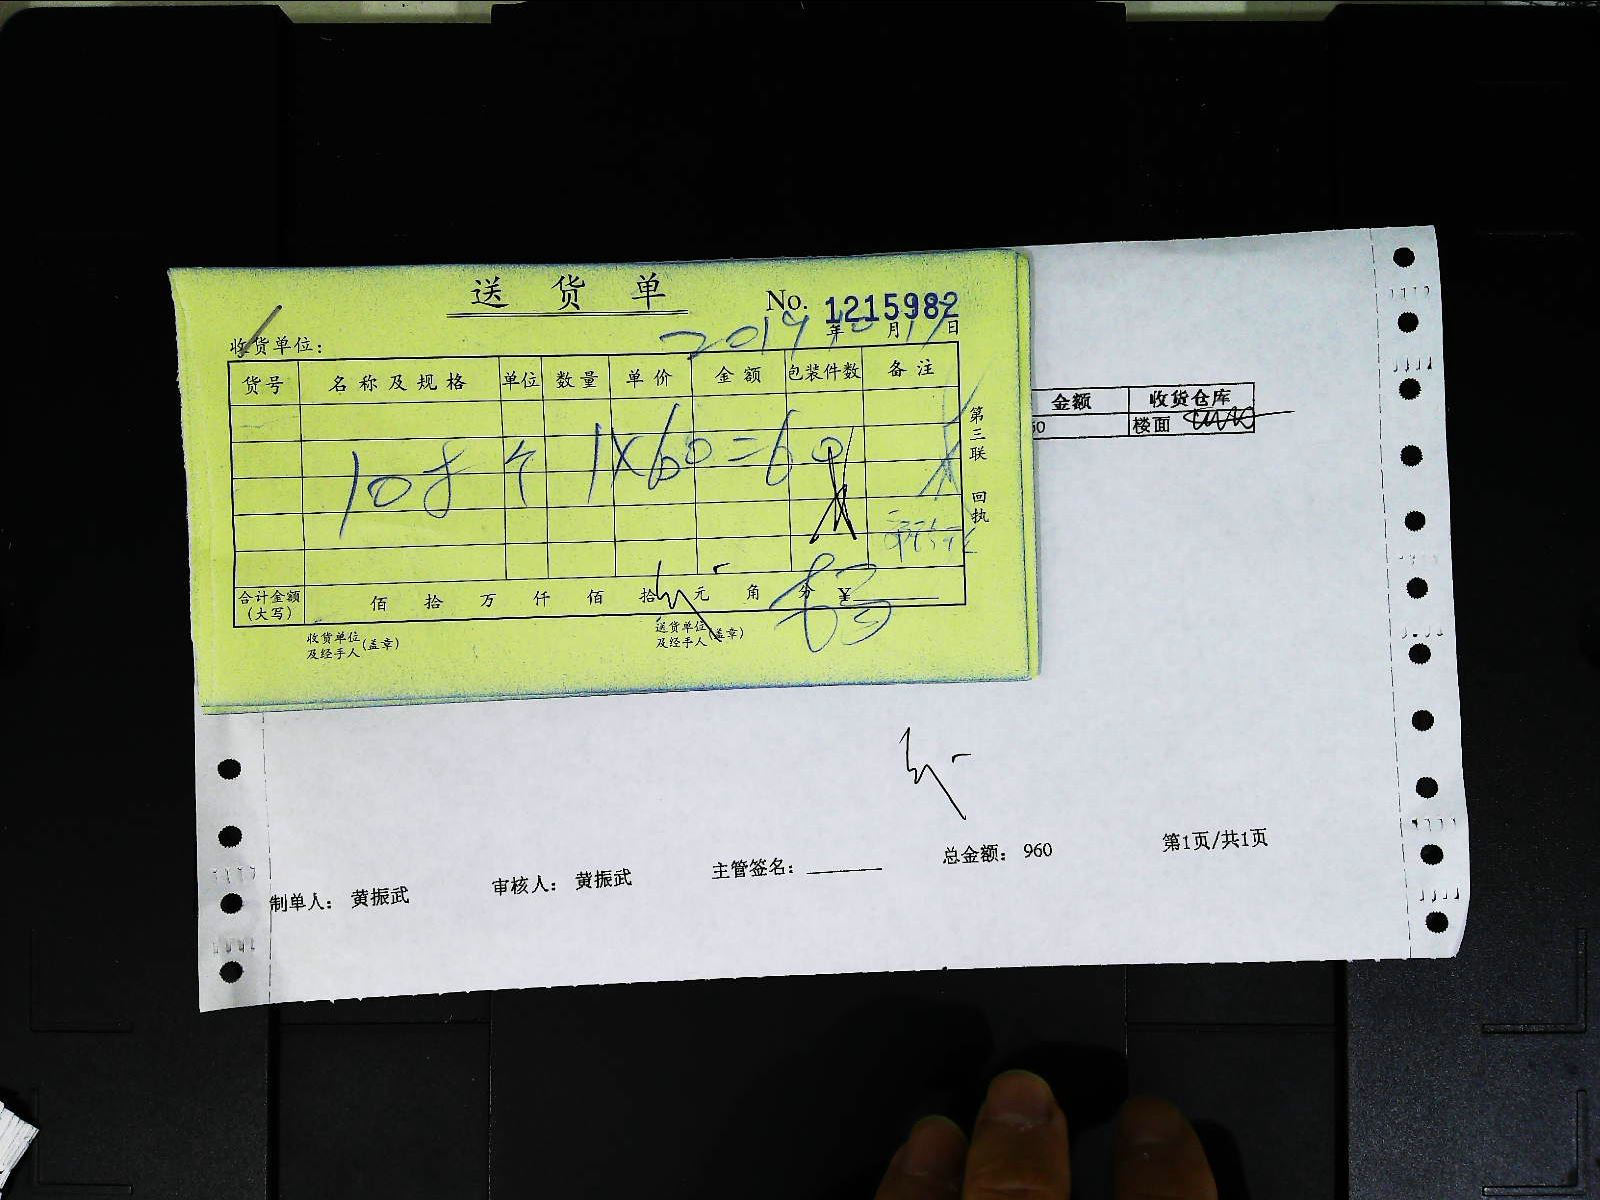 送 货 单
No. 1215982
收货单位：
2019 年 10 月 17 日
货号 名称及规格 单位 数量 单价 金额 包装件数 备注
1×60=60
第三联 回执
合计金额(大写) 佰 拾 万 仟 佰 拾 元 角 分 ¥
收货单位及经手人(盖章)
送货单位及经手人(盖章)
金额 收货仓库
60 楼面
制单人： 黄振武 审核人： 黄振武 主管签名： 总金额： 960 第1页/共1页